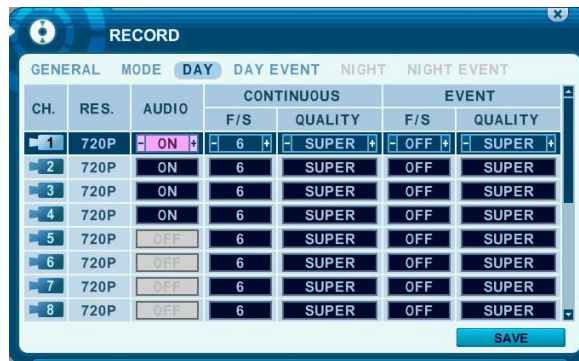 RECORD
GENERAL MODE DAY DAY EVENT NIGHT NIGHT EVENT
CH. RES. AUDIO CONTINUOUS EVENT
F/S QUALITY F/S QUALITY
1 720P - ON + - 6 + - SUPER + - OFF + - SUPER +
2 720P ON 6 SUPER OFF SUPER
3 720P ON 6 SUPER OFF SUPER
4 720P ON 6 SUPER OFF SUPER
5 720P OFF 6 SUPER OFF SUPER
6 720P OFF 6 SUPER OFF SUPER
7 720P OFF 6 SUPER OFF SUPER
8 720P OFF 6 SUPER OFF SUPER
SAVE